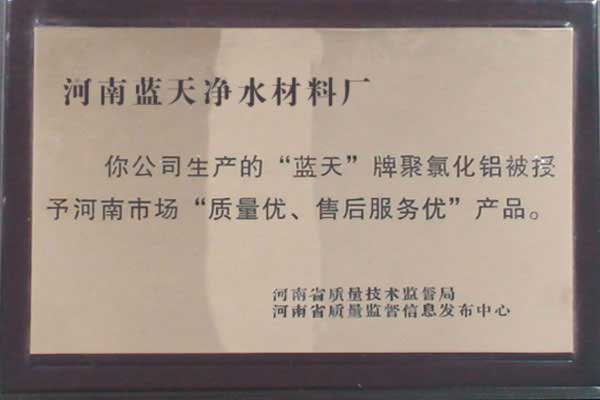 河南蓝天净水材料厂
你公司生产的“蓝天”牌聚氯化铝被授
予河南市场“质量优、售后服务优”产品。
河南省质量技术监督局
河南省质量监督信息发布中心